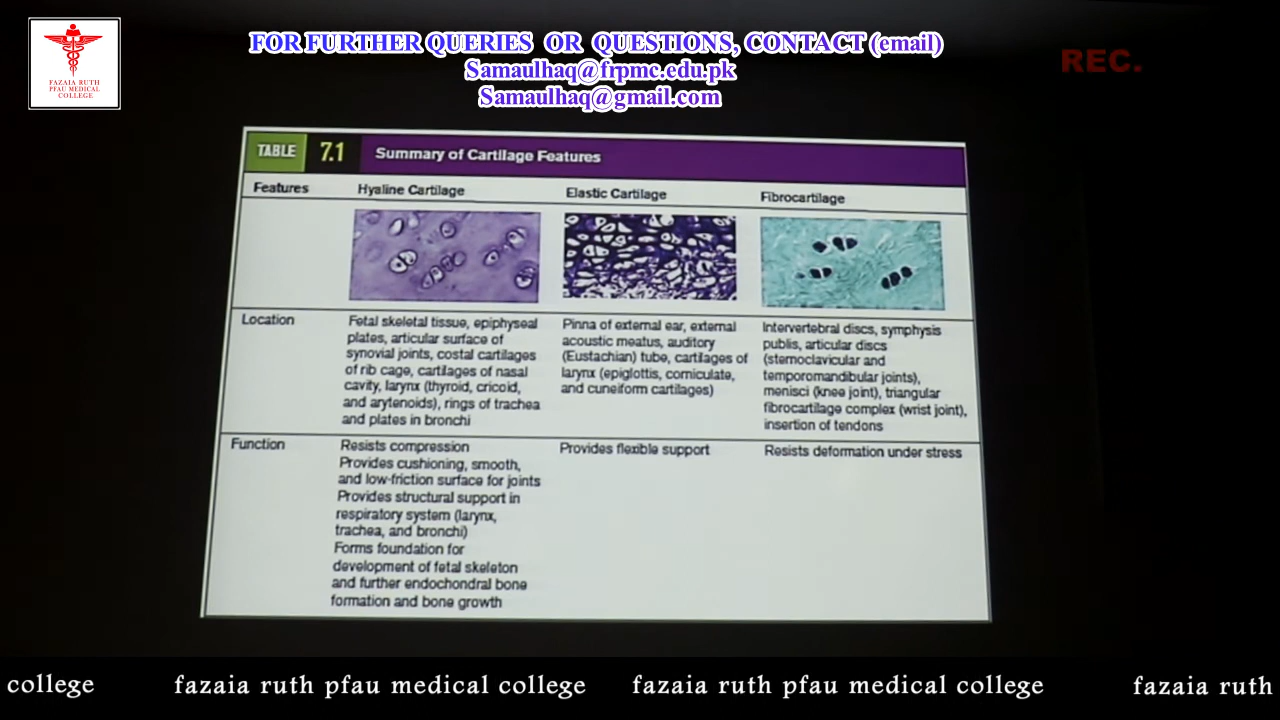 FAZAIA RUTH
PFAU MEDICAL
COLLEGE
FOR FURTHER QUERIES OR QUESTIONS, CONTACT (email)
Samaulhaq@frpmc.edu.pk
Samaulhaq@gmail.com
REC.
TABLE 7.1 Summary of Cartilage Features
Features Hyaline Cartilage Elastic Cartilage Fibrocartilage
Location
Fetal skeletal tissue, epiphyseal
plates, articular surface of
synovial joints, costal cartilages
of rib cage, cartilages of nasal
cavity, larynx (thyroid, cricoid,
and arytenoids), rings of trachea
and plates in bronchi
Pinna of external ear, external
acoustic meatus, auditory
(Eustachian) tube, cartilages of
larynx (epiglottis, corniculate,
and cuneiform cartilages)
Intervertebral discs, symphysis
pubis, articular discs
(sternoclavicular and
temporomandibular joints),
menisci (knee joint), triangular
fibrocartilage complex (wrist joint),
insertion of tendons
Function
Resists compression
Provides cushioning, smooth,
and low-friction surface for joints
Provides structural support in
respiratory system (larynx,
trachea, and bronchi)
Forms foundation for
development of fetal skeleton
and further endochondral bone
formation and bone growth
Provides flexible support
Resists deformation under stress
college fazaia ruth pfau medical college fazaia ruth pfau medical college fazaia ruth